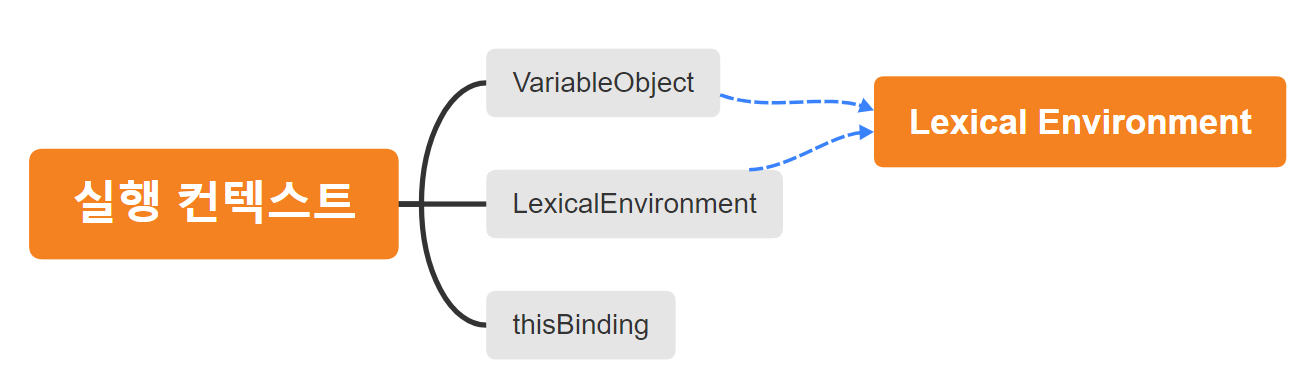 실행 컨텍스트
VariableObject
LexicalEnvironment
thisBinding
Lexical Environment